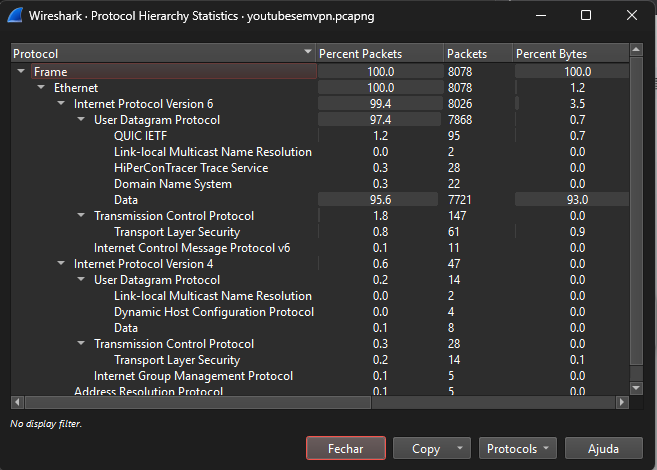 Wireshark · Protocol Hierarchy Statistics · youtubesemvpn.pcapng
Protocol Percent Packets Packets Percent Bytes
Frame 100.0 8078 100.0
Ethernet 100.0 8078 1.2
Internet Protocol Version 6 99.4 8026 3.5
User Datagram Protocol 97.4 7868 0.7
QUIC IETF 1.2 95 0.7
Link-local Multicast Name Resolution 0.0 2 0.0
HiPerConTracer Trace Service 0.3 28 0.0
Domain Name System 0.3 22 0.0
Data 95.6 7721 93.0
Transmission Control Protocol 1.8 147 0.0
Transport Layer Security 0.8 61 0.9
Internet Control Message Protocol v6 0.1 11 0.0
Internet Protocol Version 4 0.6 47 0.0
User Datagram Protocol 0.2 14 0.0
Link-local Multicast Name Resolution 0.0 2 0.0
Dynamic Host Configuration Protocol 0.0 4 0.0
Data 0.1 8 0.0
Transmission Control Protocol 0.3 28 0.0
Transport Layer Security 0.2 14 0.1
Internet Group Management Protocol 0.1 5 0.0
Address Resolution Protocol 0.1 5 0.0
No display filter.
Fechar Copy Protocols Ajuda